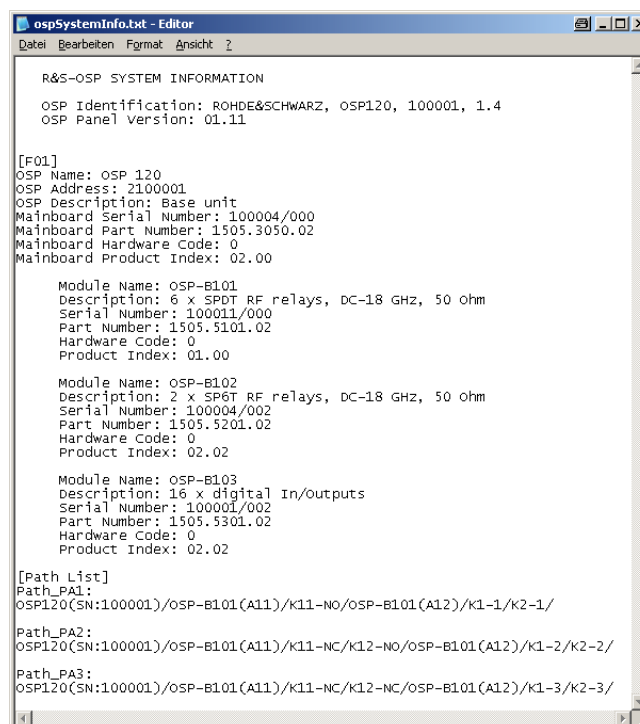 ospSystemInfo.txt - Editor
Datei Bearbeiten Format Ansicht ?
R&S-OSP SYSTEM INFORMATION
OSP Identification: ROHDE&SCHWARZ, OSP120, 100001, 1.4
OSP Panel Version: 01.11
[F01]
OSP Name: OSP 120
OSP Address: 2100001
OSP Description: Base unit
Mainboard Serial Number: 100004/000
Mainboard Part Number: 1505.3050.02
Mainboard Hardware Code: 0
Mainboard Product Index: 02.00
Module Name: OSP-B101
Description: 6 x SPDT RF relays, DC-18 GHz, 50 Ohm
Serial Number: 100011/000
Part Number: 1505.5101.02
Hardware Code: 0
Product Index: 01.00
Module Name: OSP-B102
Description: 2 x SP6T RF relays, DC-18 GHz, 50 Ohm
Serial Number: 100004/002
Part Number: 1505.5201.02
Hardware Code: 0
Product Index: 02.02
Module Name: OSP-B103
Description: 16 x digital In/Outputs
Serial Number: 100001/002
Part Number: 1505.5301.02
Hardware Code: 0
Product Index: 02.02
[Path List]
Path_PA1:
OSP120(SN:100001)/OSP-B101(A11)/K11-NO/OSP-B101(A12)/K1-1/K2-1/
Path_PA2:
OSP120(SN:100001)/OSP-B101(A11)/K11-NC/K12-NO/OSP-B101(A12)/K1-2/K2-2/
Path_PA3:
OSP120(SN:100001)/OSP-B101(A11)/K11-NC/K12-NC/OSP-B101(A12)/K1-3/K2-3/